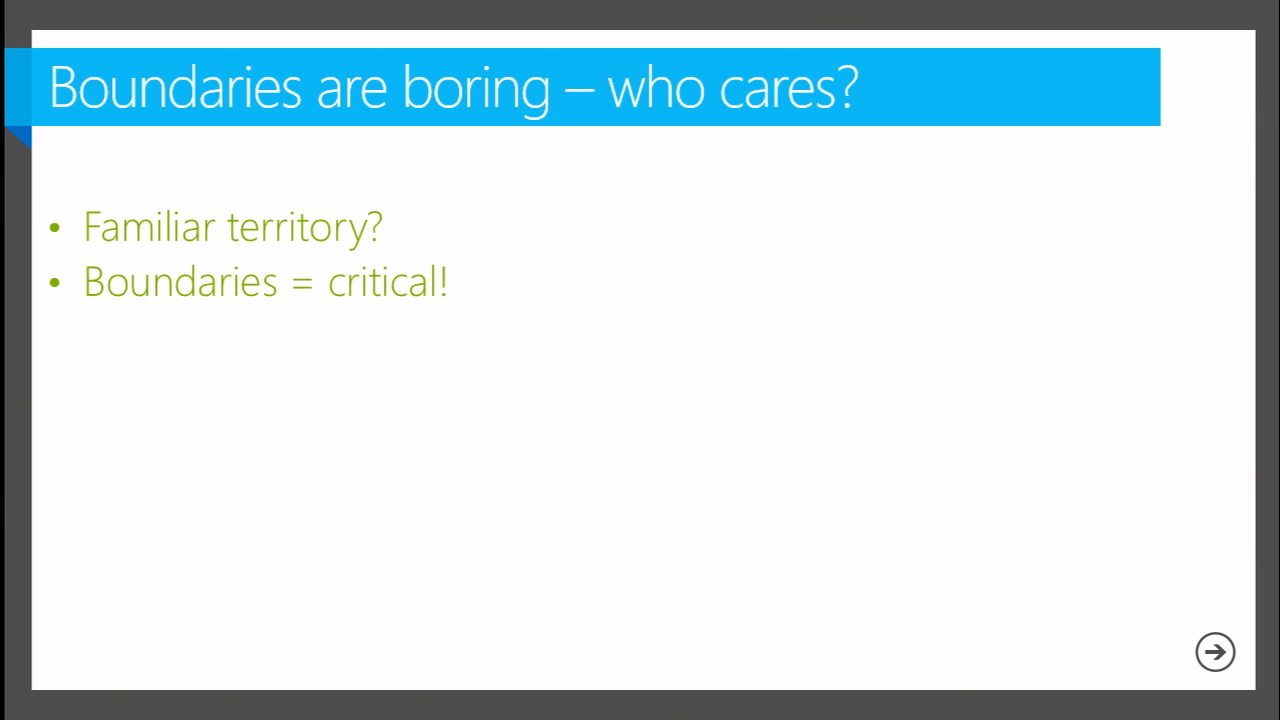 Boundaries are boring – who cares?
• Familiar territory?
• Boundaries = critical!